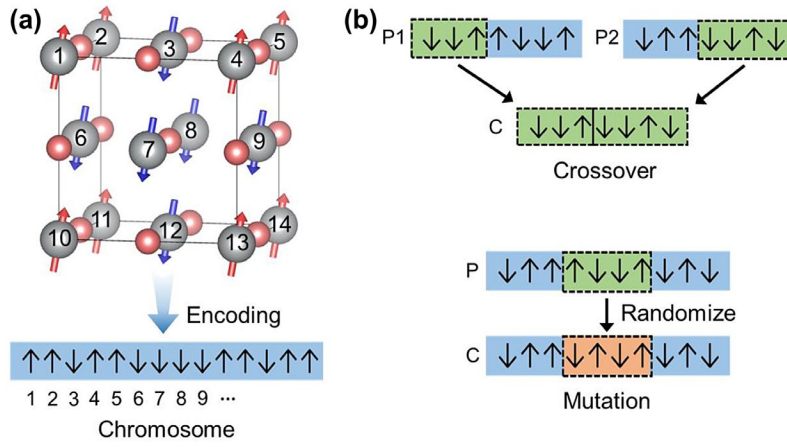 (a)
1 2 3 4 5
6 7 8 9
10 11 12 13 14
Encoding
1 2 3 4 5 6 7 8 9 ...
Chromosome
(b)
P1 P2
C
Crossover
P
Randomize
C
Mutation